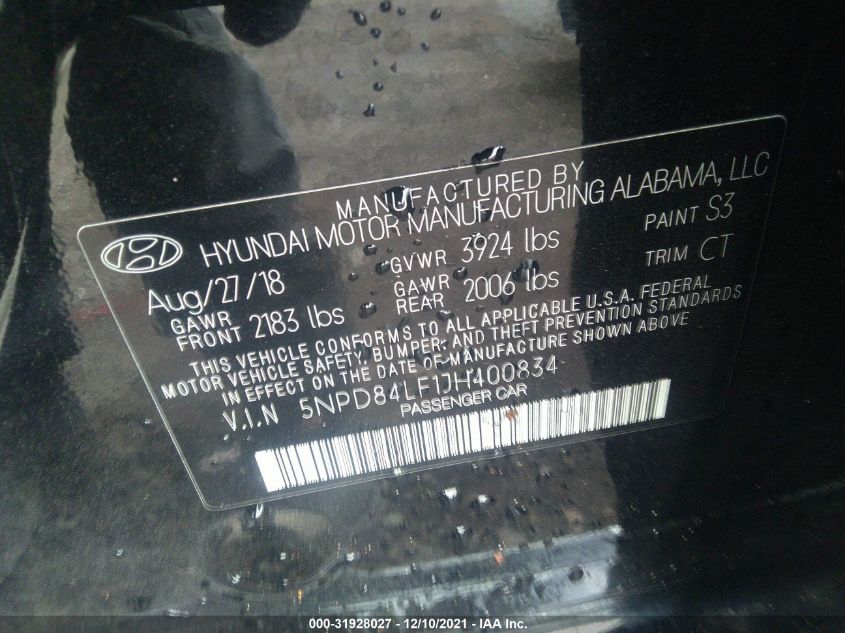 MANUFACTURED BY
HYUNDAI MOTOR MANUFACTURING ALABAMA, LLC
Aug/27/18 GVWR 3924 lbs PAINT S3
GAWR FRONT 2183 lbs GAWR REAR 2006 lbs TRIM CT
THIS VEHICLE CONFORMS TO ALL APPLICABLE U.S.A. FEDERAL
MOTOR VEHICLE SAFETY, BUMPER, AND THEFT PREVENTION STANDARDS
IN EFFECT ON THE DATE OF MANUFACTURE SHOWN ABOVE
V.I.N 5NPD84LF1JH400834
PASSENGER CAR
000-31928027 - 12/10/2021 - IAA Inc.